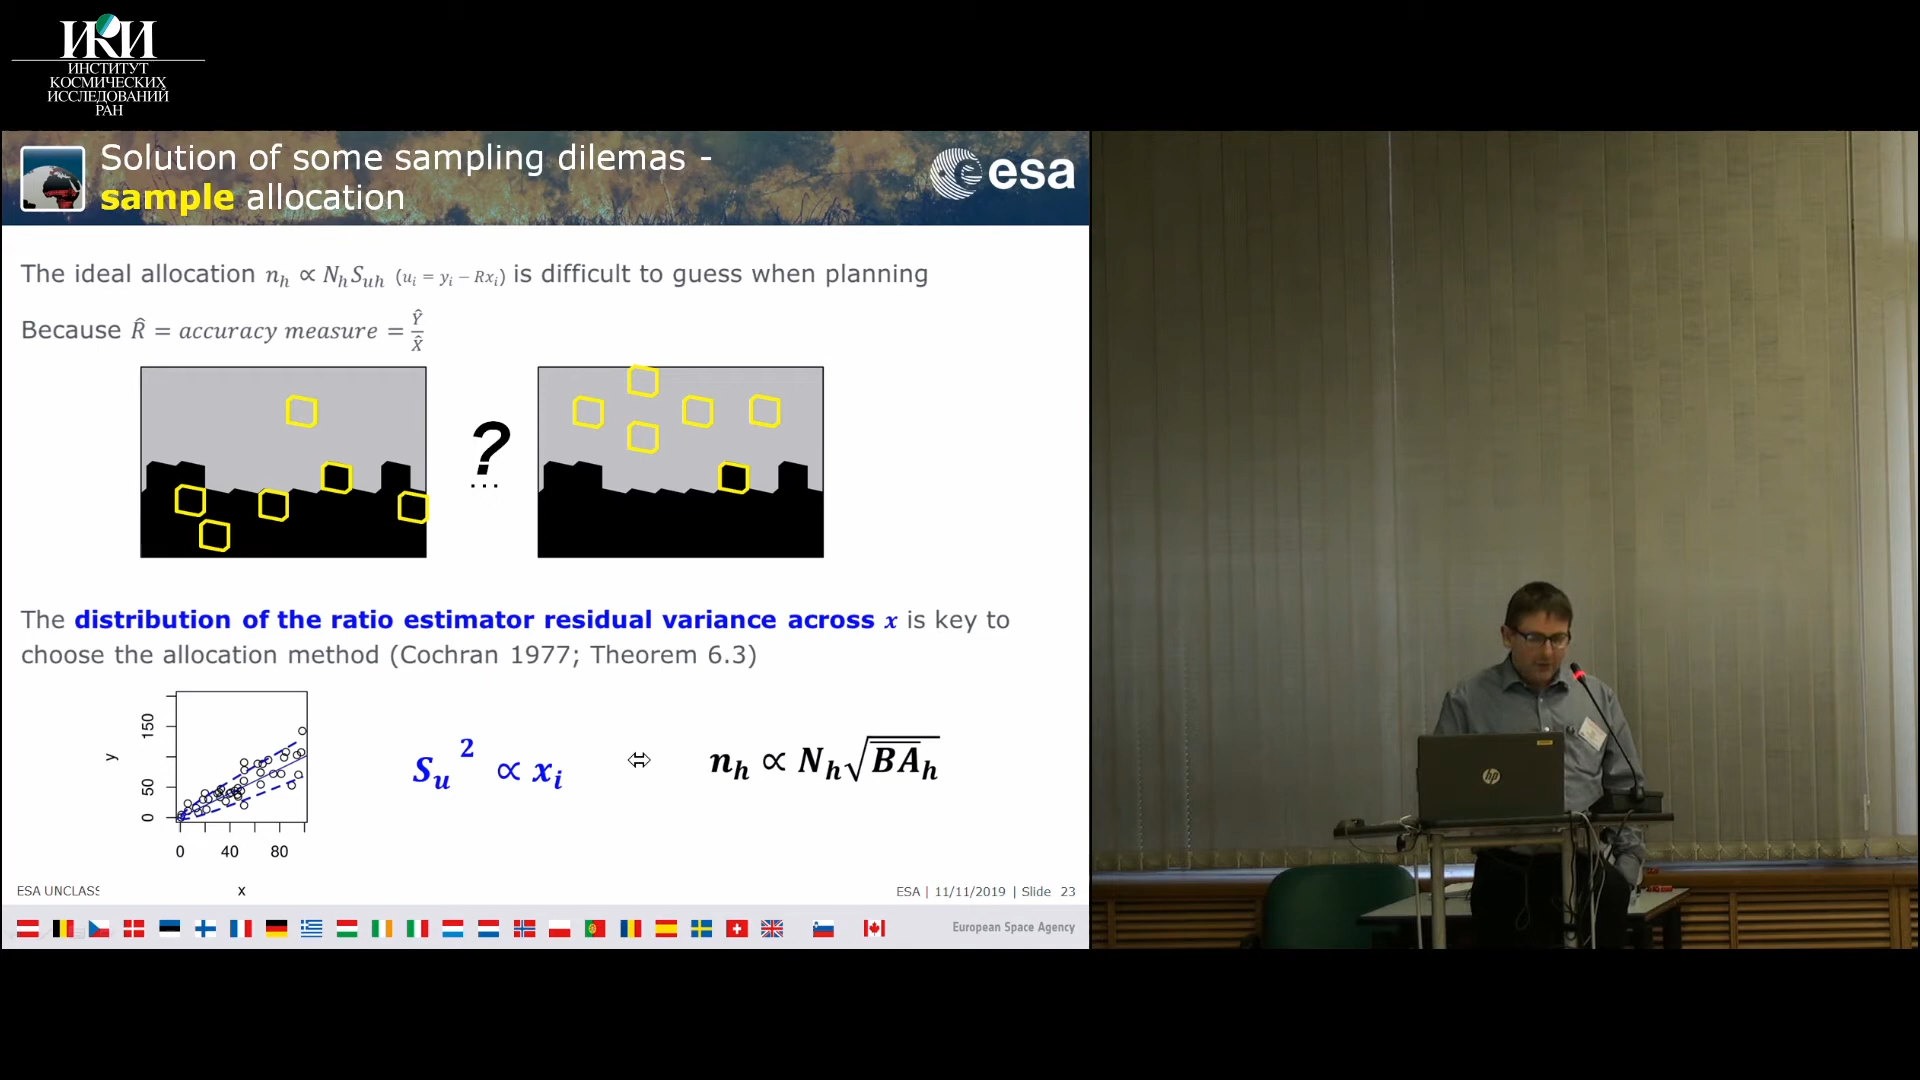 ИКИ
ИНСТИТУТ
КОСМИЧЕСКИХ
ИССЛЕДОВАНИЙ
РАН
Solution of some sampling dilemas -
sample allocation
esa
The ideal allocation n_h ∝ N_h S_uh (u_i = y_i − Rx_i) is difficult to guess when planning
Because R̂ = accuracy measure = Ŷ/X̂
?
...
The distribution of the ratio estimator residual variance across x is key to
choose the allocation method (Cochran 1977; Theorem 6.3)
y
150
50
0
0 40 80
x
S_u² ∝ x_i ⇔ n_h ∝ N_h√B̅A̅_h
ESA UNCLAS
ESA | 11/11/2019 | Slide 23
European Space Agency
hp